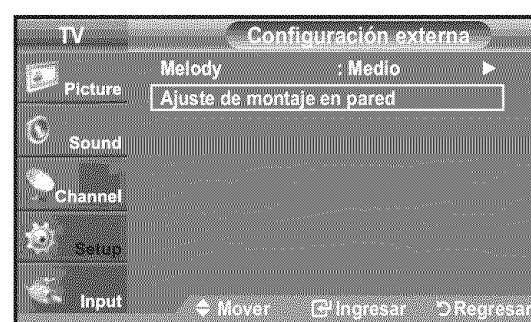 TV
Configuración externa
Melody : Medio
Picture
Ajuste de montaje en pared
Sound
Channel
Setup
Input
Mover Ingresar Regresar